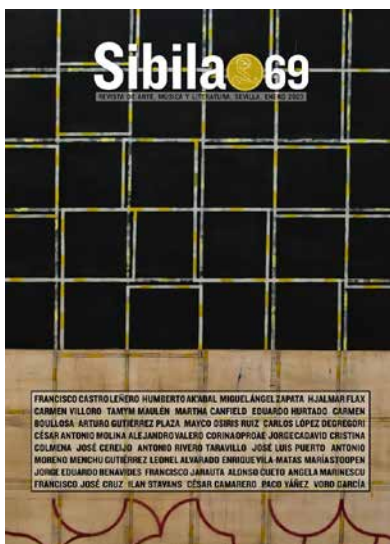 Sibila 69
REVISTA DE ARTE, MÚSICA Y LITERATURA, SEVILLA, ENERO 2023
FRANCISCO CASTRO LEÑERO HUMBERTO AK'ABAL MIGUEL ÁNGEL ZAPATA HJALMAR FLAX
CARMEN VILLORO TAMYM MAULÉN MARTHA CANFIELD EDUARDO HURTADO CARMEN
BOULLOSA ARTURO GUTIÉRREZ PLAZA MAYCO OSIRIS RUIZ CARLOS LÓPEZ DEGREGORI
CÉSAR ANTONIO MOLINA ALEJANDRO VALERO CORINA OPROAE JORGE CADAVID CRISTINA
COLMENA JOSÉ CEREIJO ANTONIO RIVERO TARAVILLO JOSÉ LUIS PUERTO ANTONIO
MORENO MENCHU GUTIÉRREZ LEONEL ALVARADO ENRIQUE VILA-MATAS MARÍA STOOPEN
JORGE EDUARDO BENAVIDES FRANCISCO JARAUTA ALONSO CUETO ANGELA MARINESCU
FRANCISCO JOSÉ CRUZ ILAN STAVANS CÉSAR CAMARERO PACO YÁÑEZ VORO GARCÍA